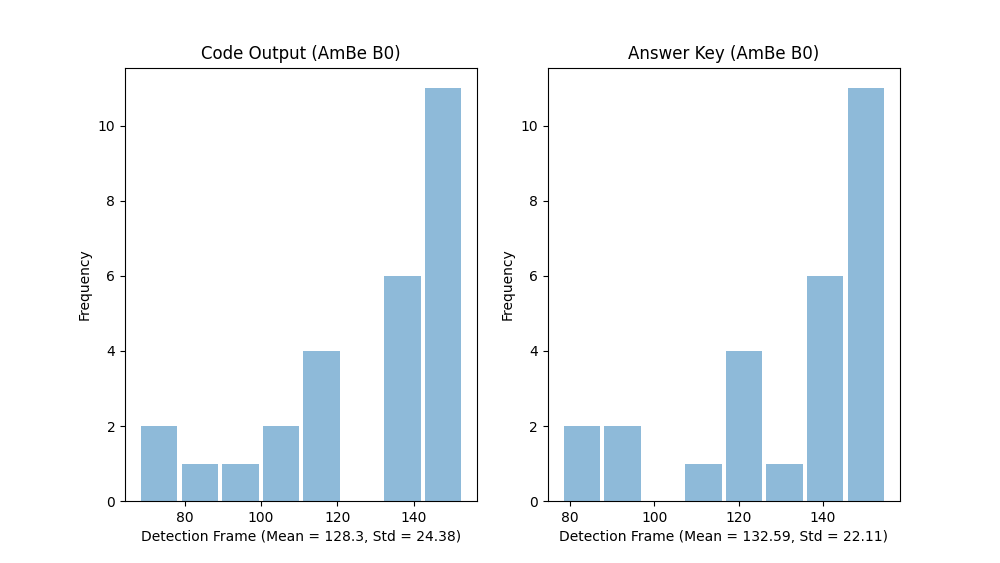 Code Output (AmBe B0)
Frequency
10
8
6
4
2
0
80 100 120 140
Detection Frame (Mean = 128.3, Std = 24.38)
Answer Key (AmBe B0)
Frequency
10
8
6
4
2
0
80 100 120 140
Detection Frame (Mean = 132.59, Std = 22.11)